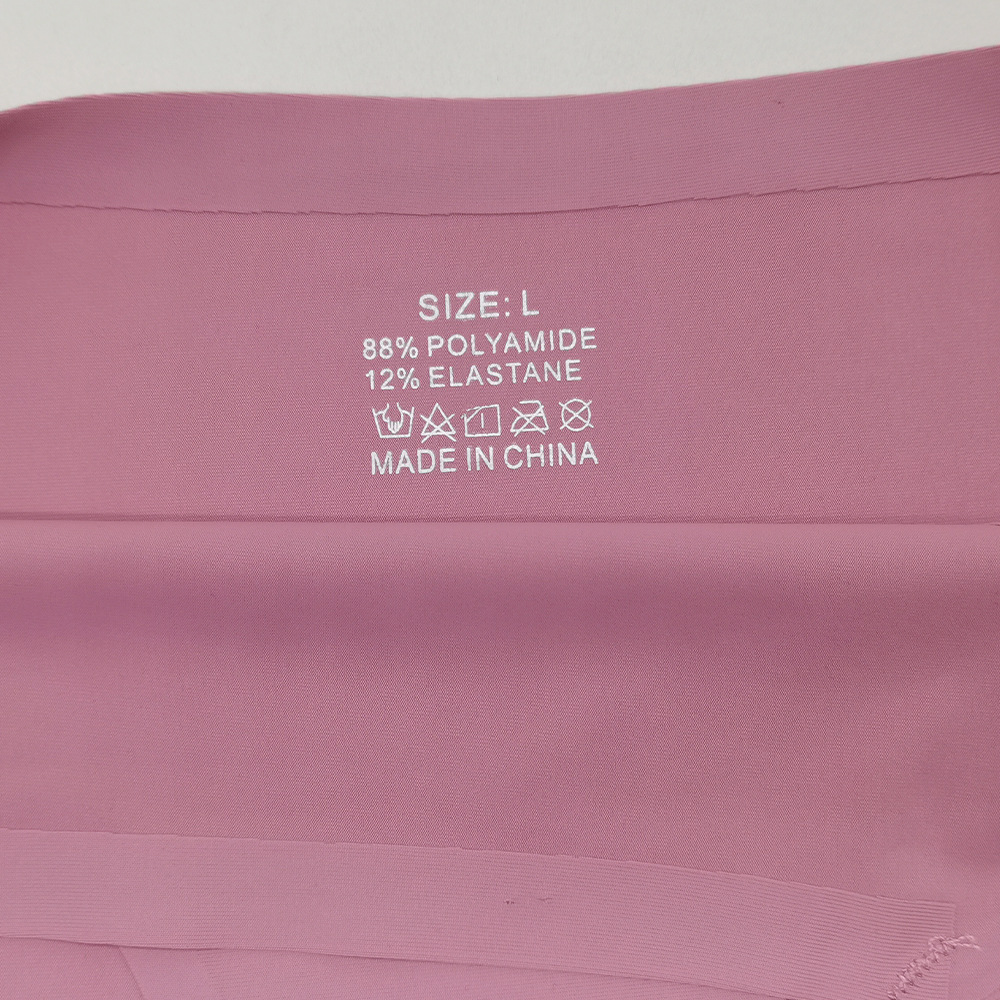 SIZE: L
88% POLYAMIDE
12% ELASTANE
MADE IN CHINA